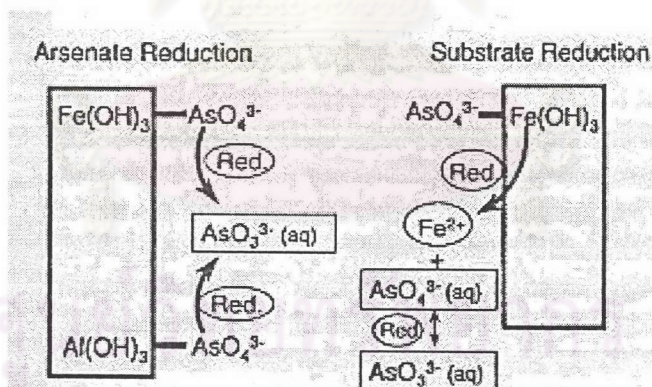 Arsenate Reduction
Fe(OH)₃ AsO₄³⁻
Red.
AsO₃³⁻ (aq)
Red.
Al(OH)₃ AsO₄³⁻
Substrate Reduction
AsO₄³⁻ Fe(OH)₃
Red.
Fe²⁺
+
AsO₄³⁻ (aq)
Red
AsO₃³⁻ (aq)